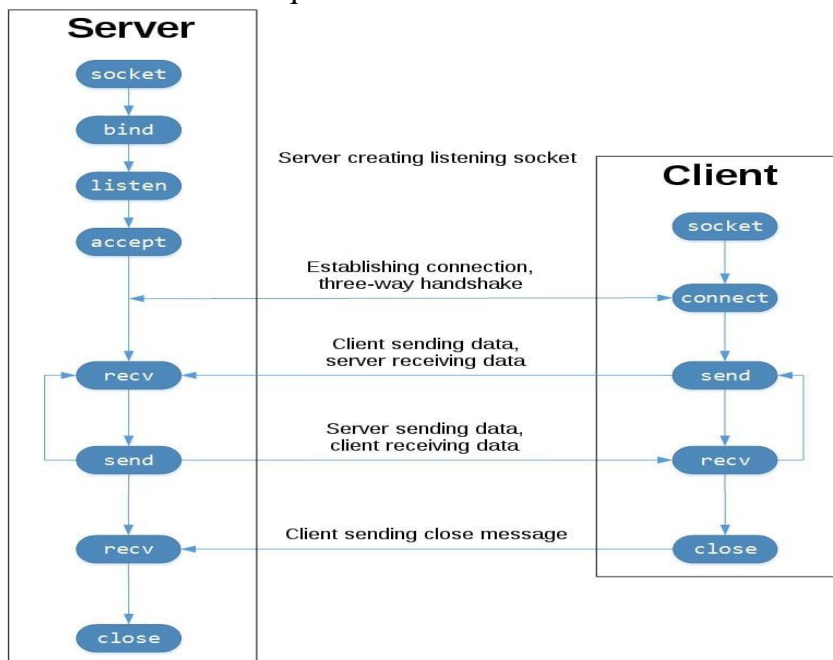 Server
socket
bind
Server creating listening socket
listen
Client
accept
socket
Establishing connection,
three-way handshake
connect
Client sending data,
server receiving data
recv
send
Server sending data,
client receiving data
send
recv
Client sending close message
recv
close
close